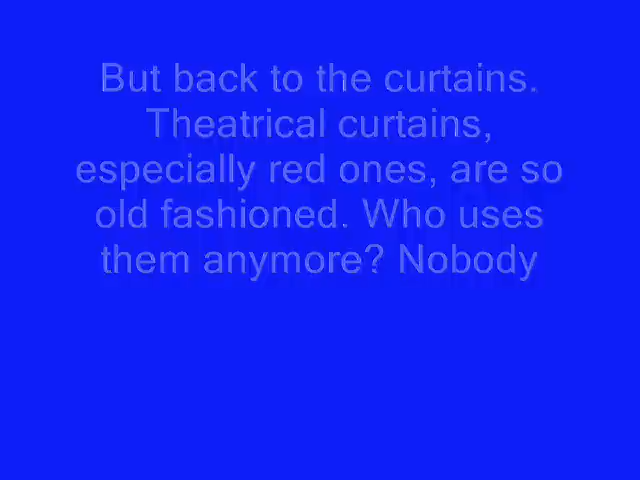 But back to the curtains.
Theatrical curtains,
especially red ones, are so
old fashioned. Who uses
them anymore? Nobody